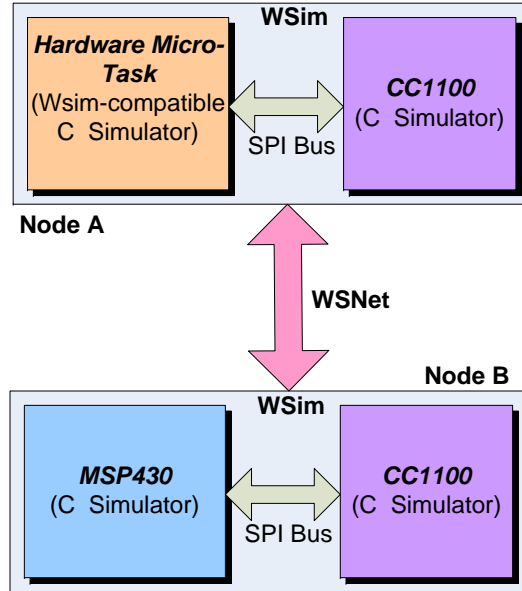 WSim
Hardware Micro-
Task
(Wsim-compatible
C Simulator)
SPI Bus
CC1100
(C Simulator)
Node A
WSNet
Node B
WSim
MSP430
(C Simulator)
SPI Bus
CC1100
(C Simulator)